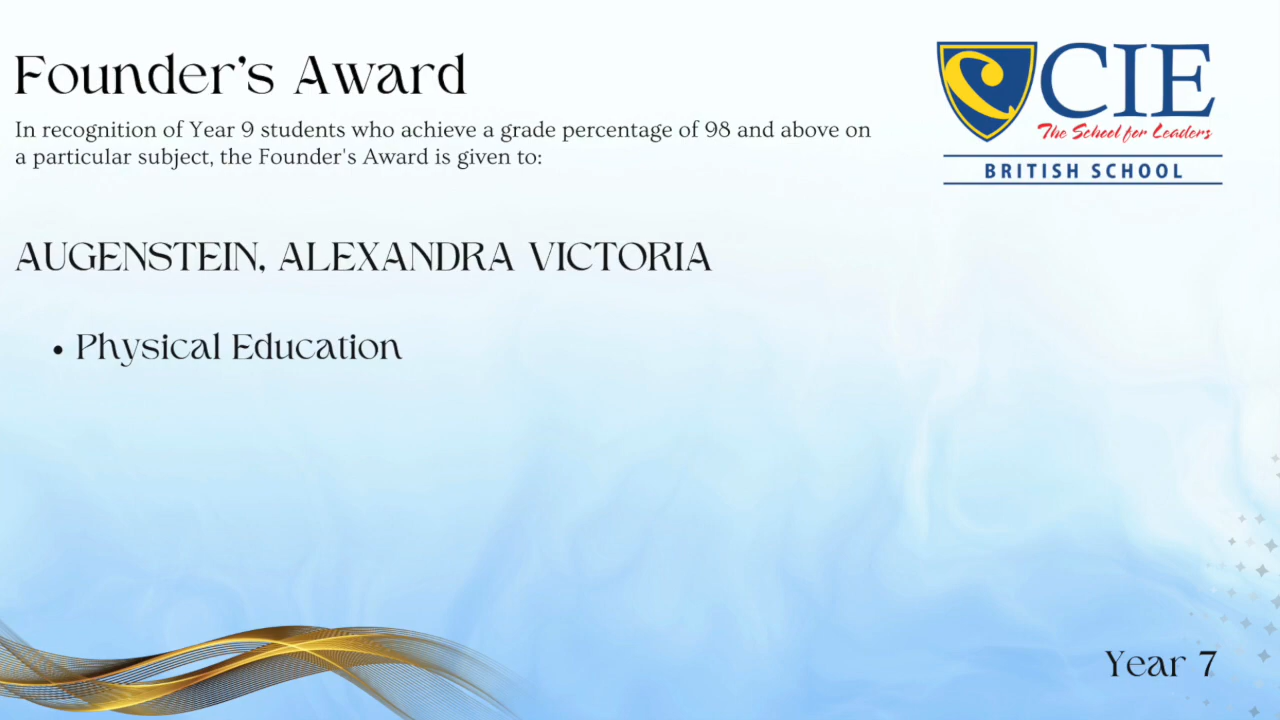 Founder's Award
In recognition of Year 9 students who achieve a grade percentage of 98 and above on
a particular subject, the Founder's Award is given to:
CIE
The School for Leaders
BRITISH SCHOOL
AUGENSTEIN, ALEXANDRA VICTORIA
• Physical Education
Year 7